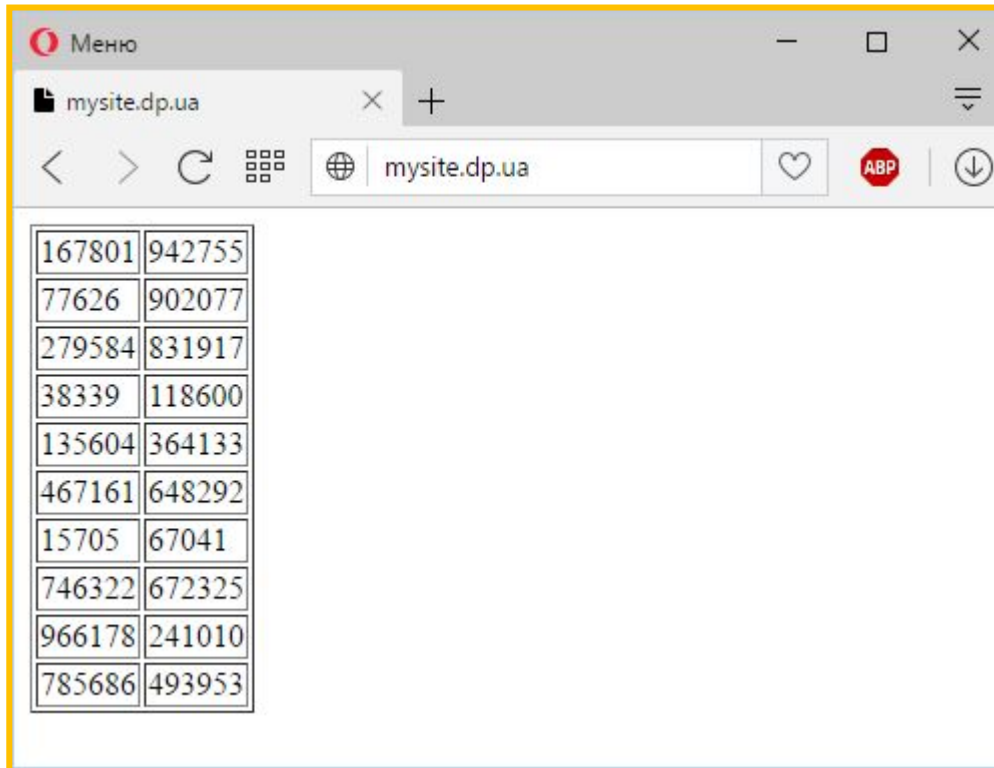 Меню
mysite.dp.ua
mysite.dp.ua
ABP
167801 942755
77626 902077
279584 831917
38339 118600
135604 364133
467161 648292
15705 67041
746322 672325
966178 241010
785686 493953